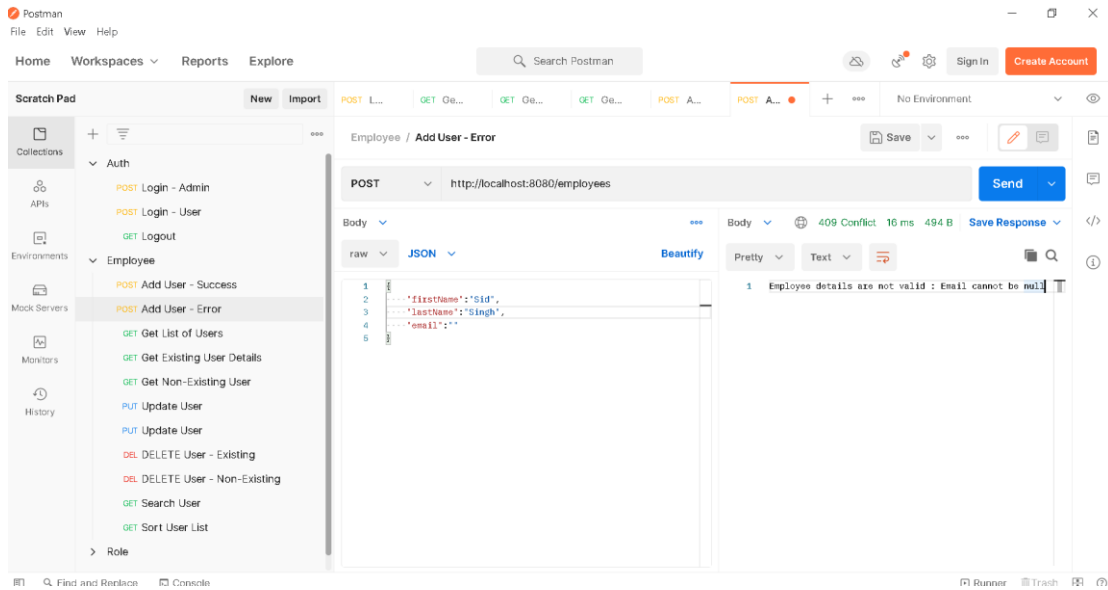 Postman
File Edit View Help
Home Workspaces Reports Explore
Search Postman
Sign In
Create Account
Scratch Pad
New Import
POST L...
GET Ge...
GET Ge...
GET Ge...
POST A...
POST A...
No Environment
Collections
APIs
Environments
Mock Servers
Monitors
History
Auth
POST Login - Admin
POST Login - User
GET Logout
Employee
POST Add User - Success
POST Add User - Error
GET Get List of Users
GET Get Existing User Details
GET Get Non-Existing User
PUT Update User
PUT Update User
DEL DELETE User - Existing
DEL DELETE User - Non-Existing
GET Search User
GET Sort User List
Role
Employee / Add User - Error
Save
POST http://localhost:8080/employees
Send
Body
raw JSON
Beautify
1 {
2 "firstName":"Sid",
3 "lastName":"Singh",
4 "email":""
5 }
Body 409 Conflict 16 ms 494 B Save Response
Pretty Text
1 Employee details are not valid : Email cannot be null
Find and Replace Console
Runner Trash